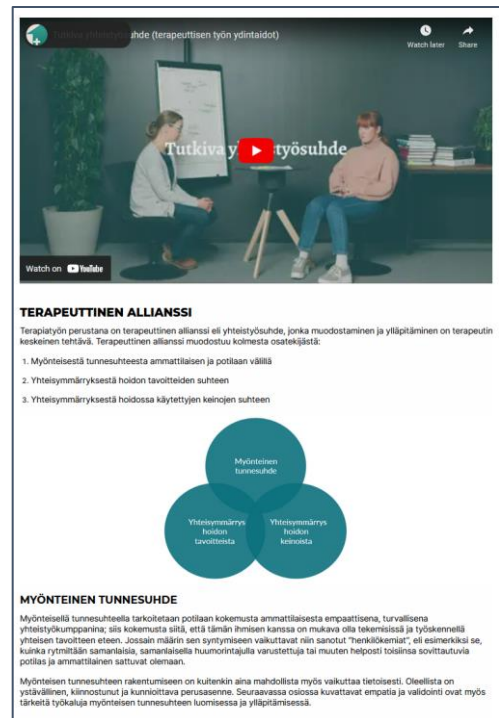 Tutkiva yhteistyösuhde (terapeuttisen työn ydintaidot)
Watch later
Share
Tutkiva y styösuhde
Watch on YouTube
TERAPEUTTINEN ALLIANSSI
Terapiatyön perustana on terapeuttinen allianssi eli yhteistyösuhde, jonka muodostaminen ja ylläpitäminen on terapeutin
keskeinen tehtävä. Terapeuttinen allianssi muodostuu kolmesta osatekijästä:
1. Myönteisestä tunnesuhteesta ammattilaisen ja potilaan välillä
2. Yhteisymmärryksestä hoidon tavoitteiden suhteen
3. Yhteisymmärryksestä hoidossa käytettyjen keinojen suhteen
Myönteinen
tunnesuhde
Yhteisymmärrys
hoidon
tavoitteista
Yhteisymmärrys
hoidon
keinoista
MYÖNTEINEN TUNNESUHDE
Myönteisellä tunnesuhteella tarkoitetaan potilaan kokemusta ammattilaisesta empaattisena, turvallisena
yhteistyökumppanina; siis kokemusta siitä, että tämän ihmisen kanssa on mukava olla tekemisissä ja työskennellä
yhteisen tavoitteen eteen. Jossain määrin sen syntymiseen vaikuttavat niin sanotut "henkilökemiat", eli esimerkiksi se,
kuinka rytmiltään samanlaisia, samanlaisella huumorintajulla varustettuja tai muuten helposti toisiinsa sovittautuvia
potilas ja ammattilainen sattuvat olemaan.
Myönteisen tunnesuhteen rakentumiseen on kuitenkin aina mahdollista myös vaikuttaa tietoisesti. Oleellista on
ystävällinen, kiinnostunut ja kunnioittava perusasenne. Seuraavassa osiossa kuvattavat empatia ja validointi ovat myös
tärkeitä työkaluja myönteisen tunnesuhteen luomisessa ja ylläpitämisessä.